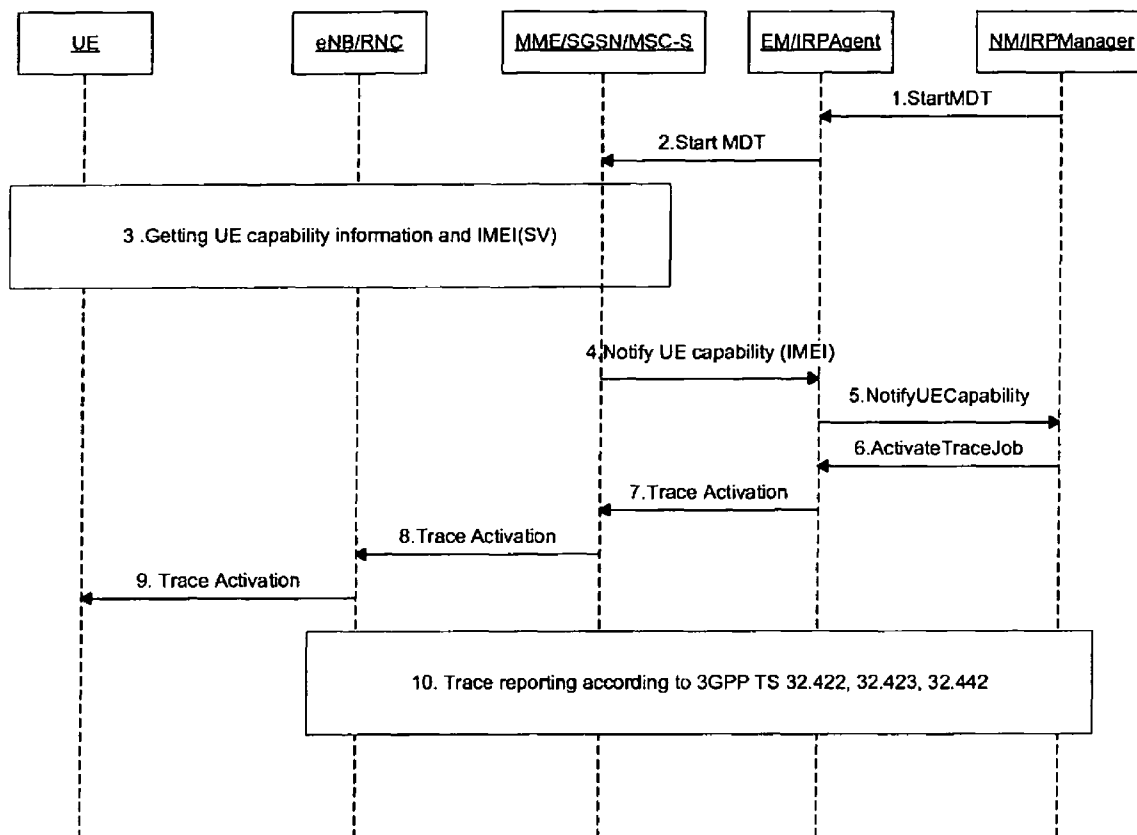 UE
eNB/RNC
MME/SGSN/MSC-S
EM/IRPAgent
NM/IRPManager
1.StartMDT
2.Start MDT
3 .Getting UE capability information and IMEI(SV)
4.Notify UE capability (IMEI)
5.NotifyUECapability
6.ActivateTraceJob
7.Trace Activation
8.Trace Activation
9. Trace Activation
10. Trace reporting according to 3GPP TS 32.422, 32.423, 32.442